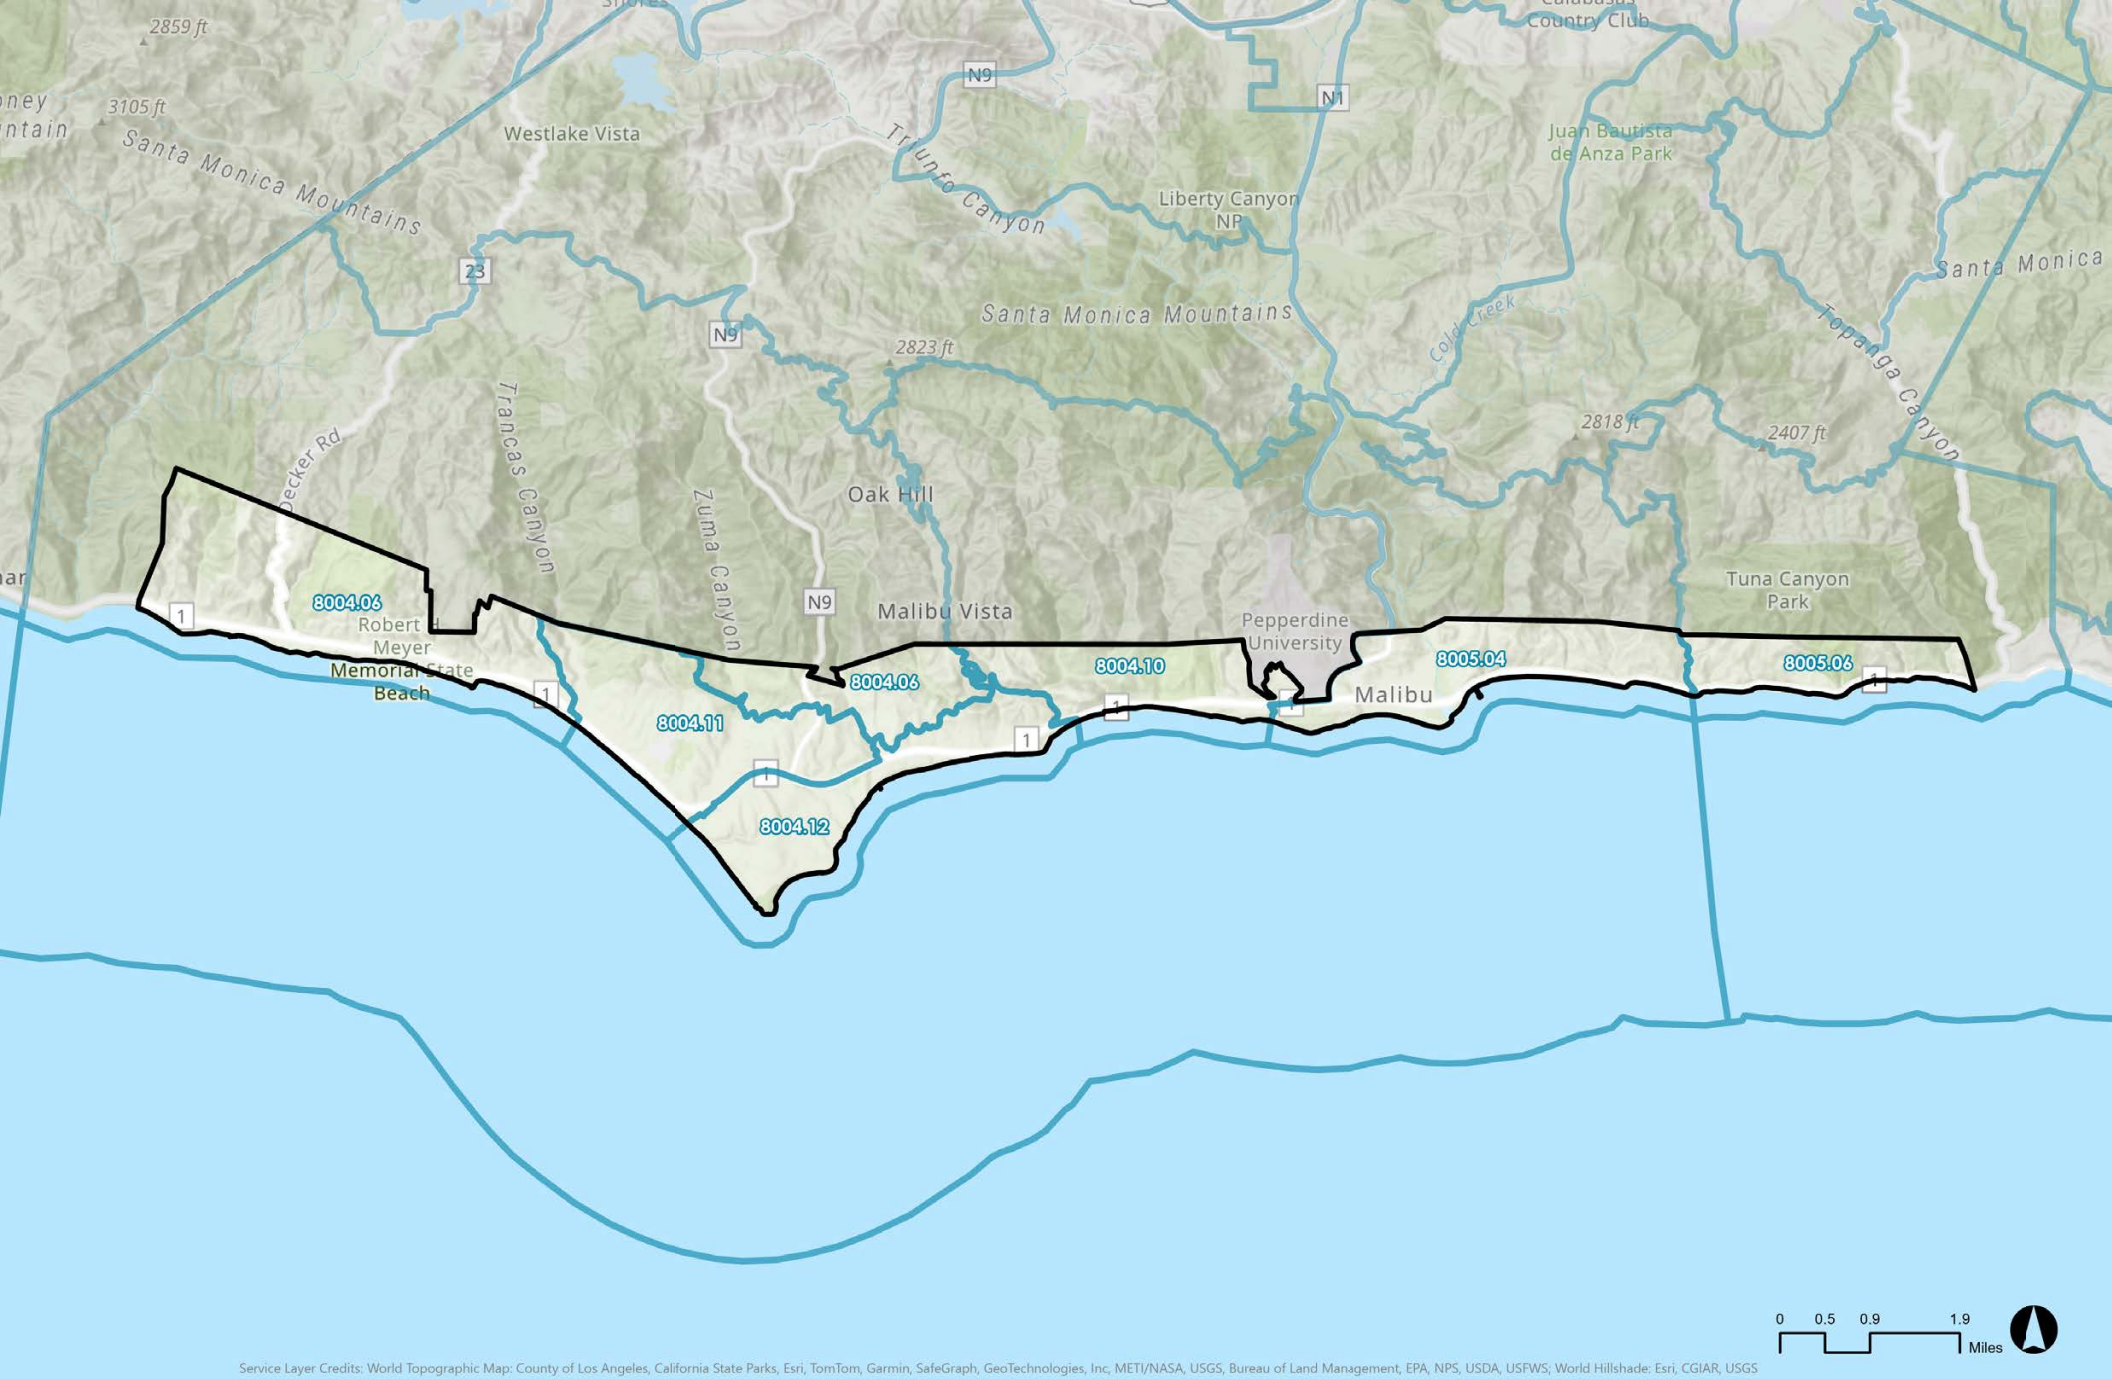 2859 ft
Country Club
3105 ft
N9
N1
Westlake Vista
Juan Bautista
de Anza Park
Santa Monica Mountains
Triunfo Canyon
Liberty Canyon
NP
23
Santa Monica
Santa Monica Mountains
Cold Creek
Topanga Canyon
N9
2823 ft
2818 ft
2407 ft
Decker Rd
Trancas Canyon
Zuma Canyon
Oak Hill
Tuna Canyon
Park
8004.06
1
Robert H
Meyer
Memorial State
Beach
N9
Malibu Vista
Pepperdine
University
8004.10
8005.04
8005.06
1
8004.06
1
Malibu
1
1
8004.11
1
1
8004.12
0 0.5 0.9 1.9
Miles
Service Layer Credits: World Topographic Map: County of Los Angeles, California State Parks, Esri, TomTom, Garmin, SafeGraph, GeoTechnologies, Inc, METI/NASA, USGS, Bureau of Land Management, EPA, NPS, USDA, USFWS; World Hillshade: Esri, CGIAR, USGS